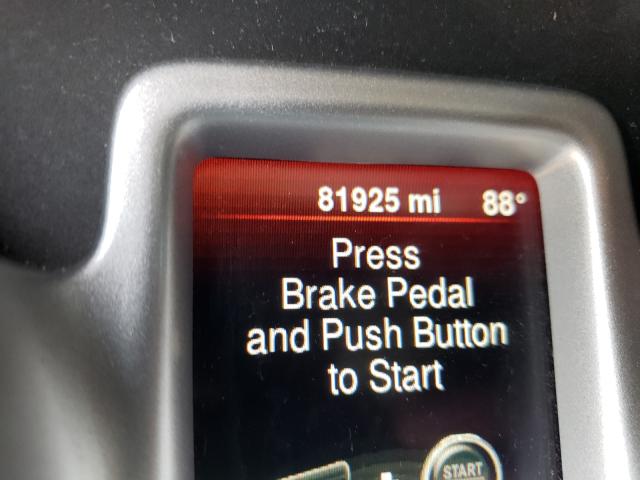 81925 mi 88°
Press
Brake Pedal
and Push Button
to Start
START